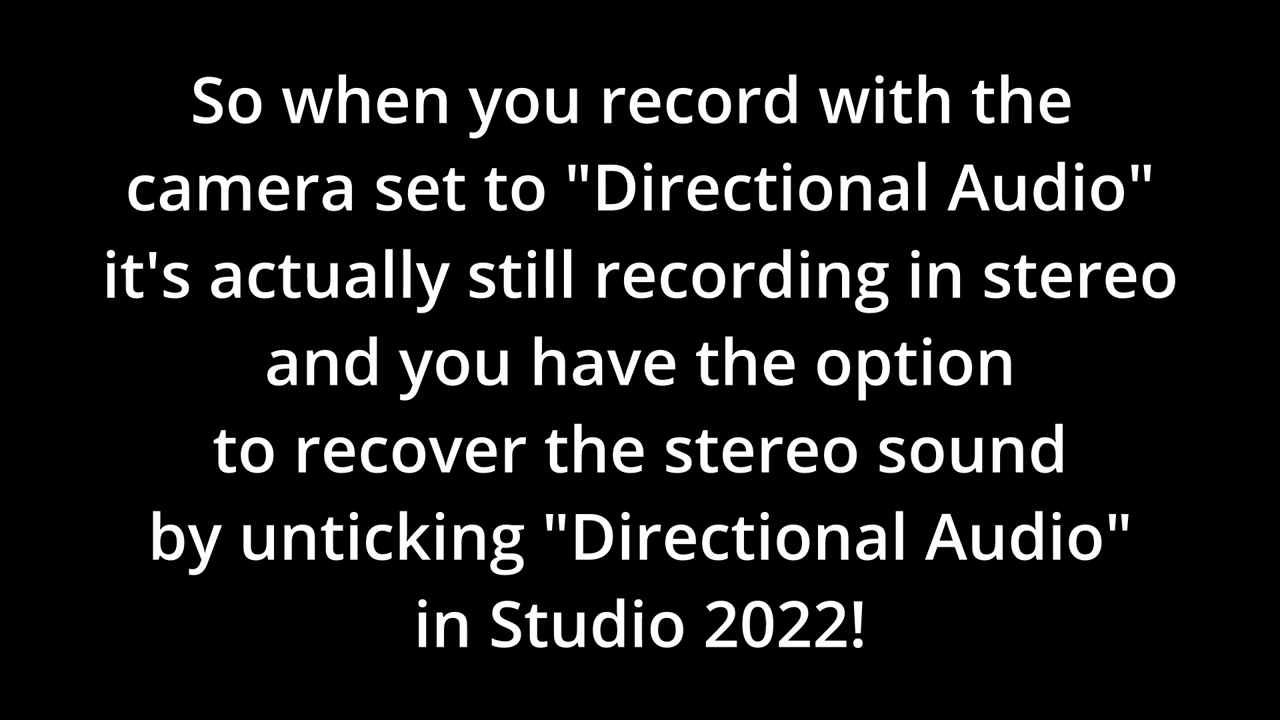 So when you record with the
camera set to "Directional Audio"
it's actually still recording in stereo
and you have the option
to recover the stereo sound
by unticking "Directional Audio"
in Studio 2022!